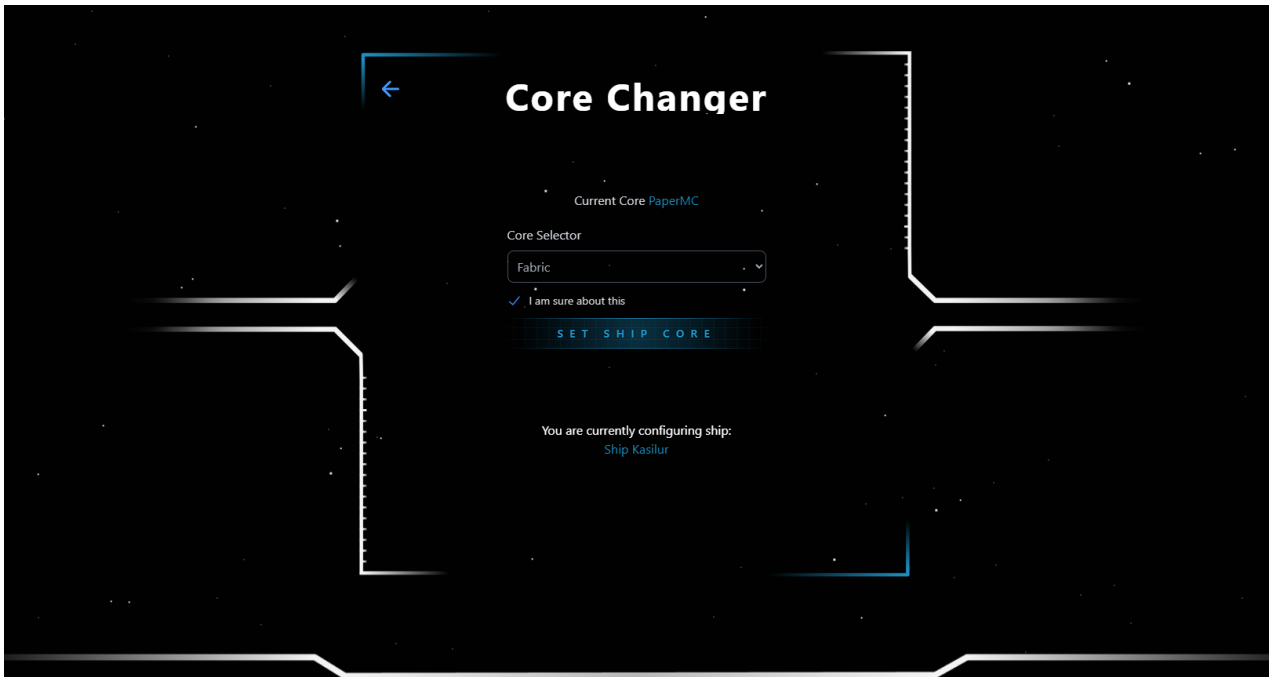 Core Changer
Current Core PaperMC
Core Selector
Fabric
I am sure about this
SET SHIP CORE
You are currently configuring ship:
Ship Kasilur